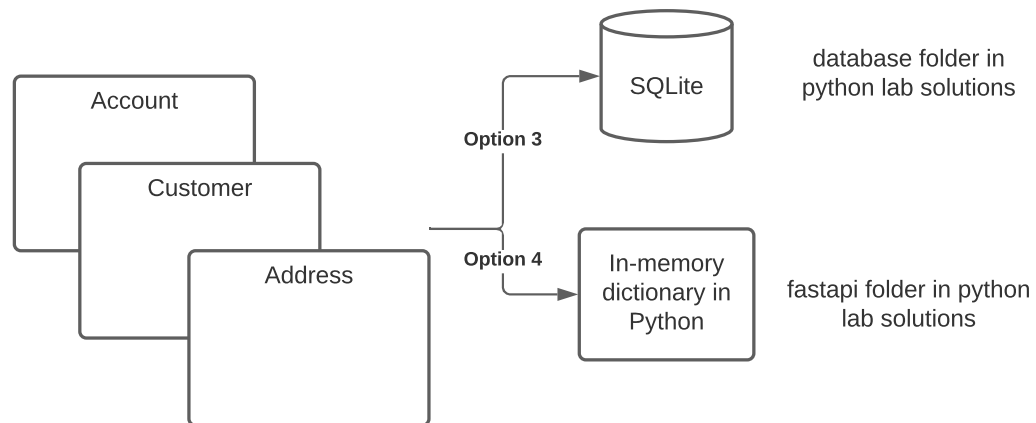 Account
Customer
Address
Option 3
SQLite
database folder in
python lab solutions
Option 4
In-memory
dictionary in
Python
fastapi folder in python
lab solutions